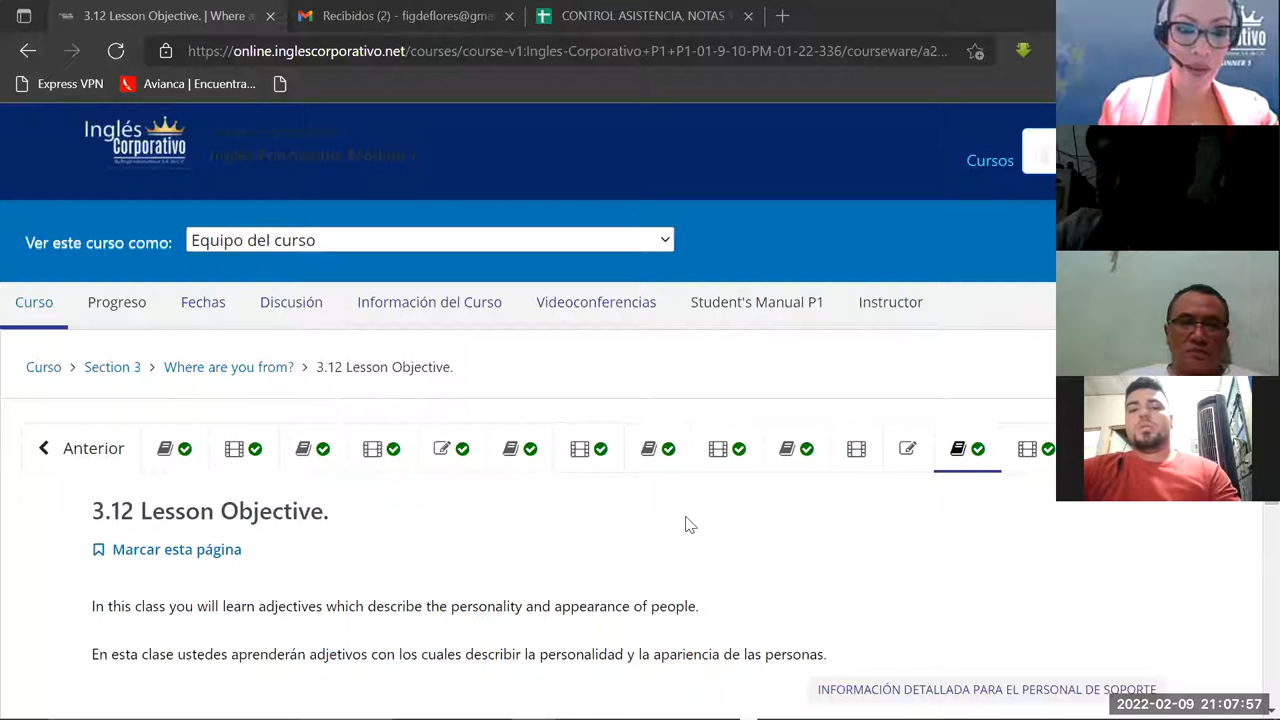 3.12 Lesson Objective. | Where a
Recibidos (2) - figdeflores@gma
CONTROL ASISTENCIA, NOTAS Y
https://online.inglescorporativo.net/courses/course-v1:Ingles-Corporativo+P1+P1-01-9-10-PM-01-22-336/courseware/a2...
Express VPN
Avianca | Encuentra...
Inglés
Corporativo
Inglés Principiante Módulo 1
Cursos
Ver este curso como:
Equipo del curso
Curso
Progreso
Fechas
Discusión
Información del Curso
Videoconferencias
Student's Manual P1
Instructor
Curso > Section 3 > Where are you from? > 3.12 Lesson Objective.
Anterior
3.12 Lesson Objective.
Marcar esta página
In this class you will learn adjectives which describe the personality and appearance of people.
En esta clase ustedes aprenderán adjetivos con los cuales describir la personalidad y la apariencia de las personas.
INFORMACIÓN DETALLADA PARA EL PERSONAL DE SOPORTE
2022-02-09 21:07:57